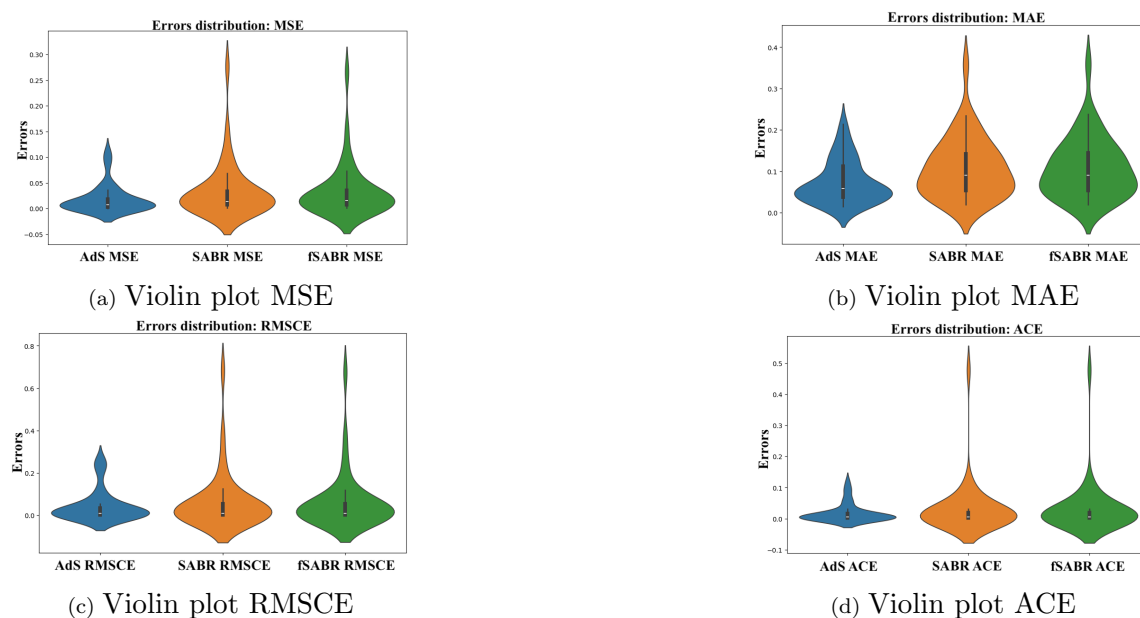 Errors distribution: MSE
Errors
0.30
0.25
0.20
0.15
0.10
0.05
0.00
−0.05
AdS MSE SABR MSE fSABR MSE
(a) Violin plot MSE
Errors distribution: MAE
Errors
0.4
0.3
0.2
0.1
0.0
AdS MAE SABR MAE fSABR MAE
(b) Violin plot MAE
Errors distribution: RMSCE
Errors
0.8
0.6
0.4
0.2
0.0
AdS RMSCE SABR RMSCE fSABR RMSCE
(c) Violin plot RMSCE
Errors distribution: ACE
Errors
0.5
0.4
0.3
0.2
0.1
0.0
−0.1
AdS ACE SABR ACE fSABR ACE
(d) Violin plot ACE